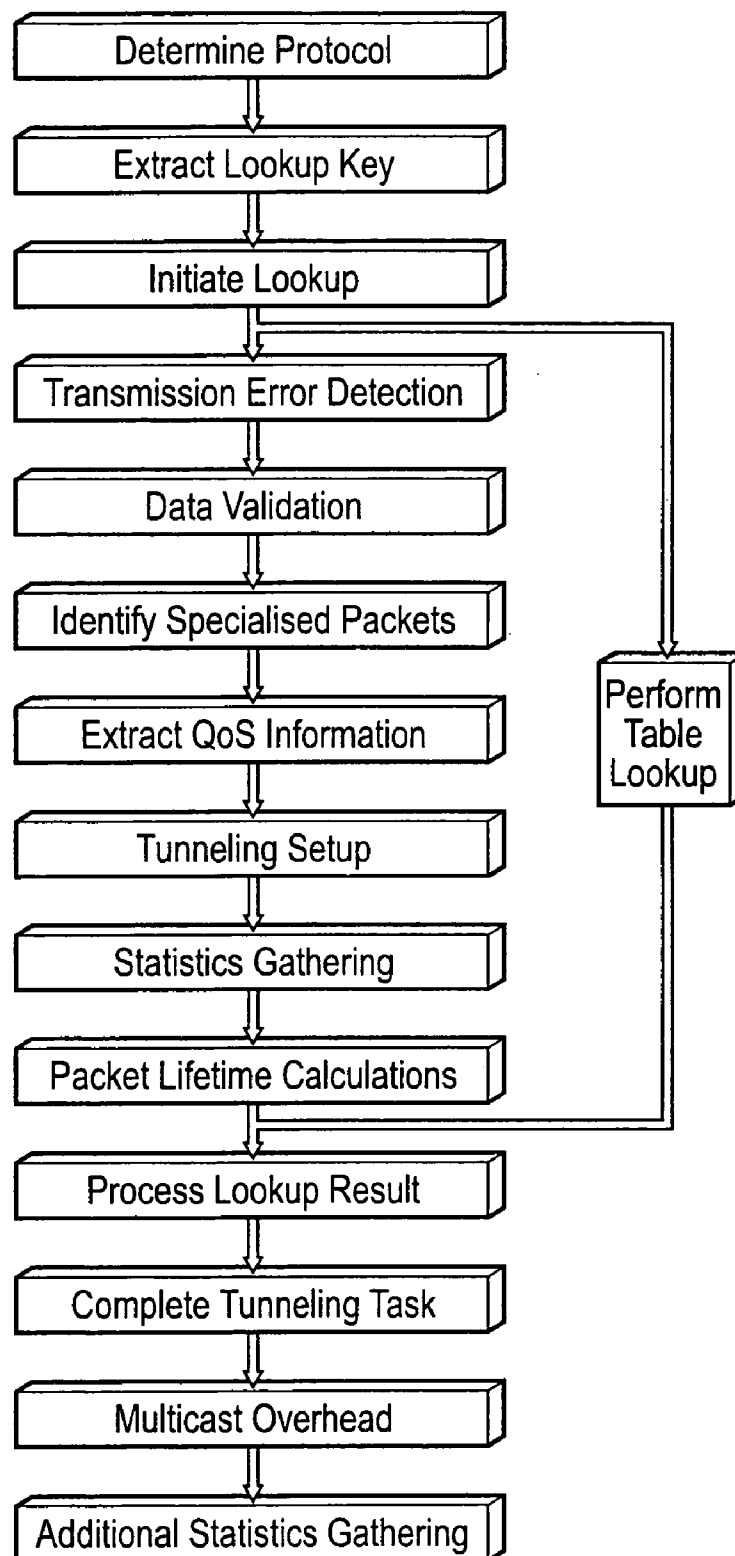 Determine Protocol
Extract Lookup Key
Initiate Lookup
Transmission Error Detection
Data Validation
Identify Specialised Packets
Extract QoS Information
Perform
Table
Lookup
Tunneling Setup
Statistics Gathering
Packet Lifetime Calculations
Process Lookup Result
Complete Tunneling Task
Multicast Overhead
Additional Statistics Gathering